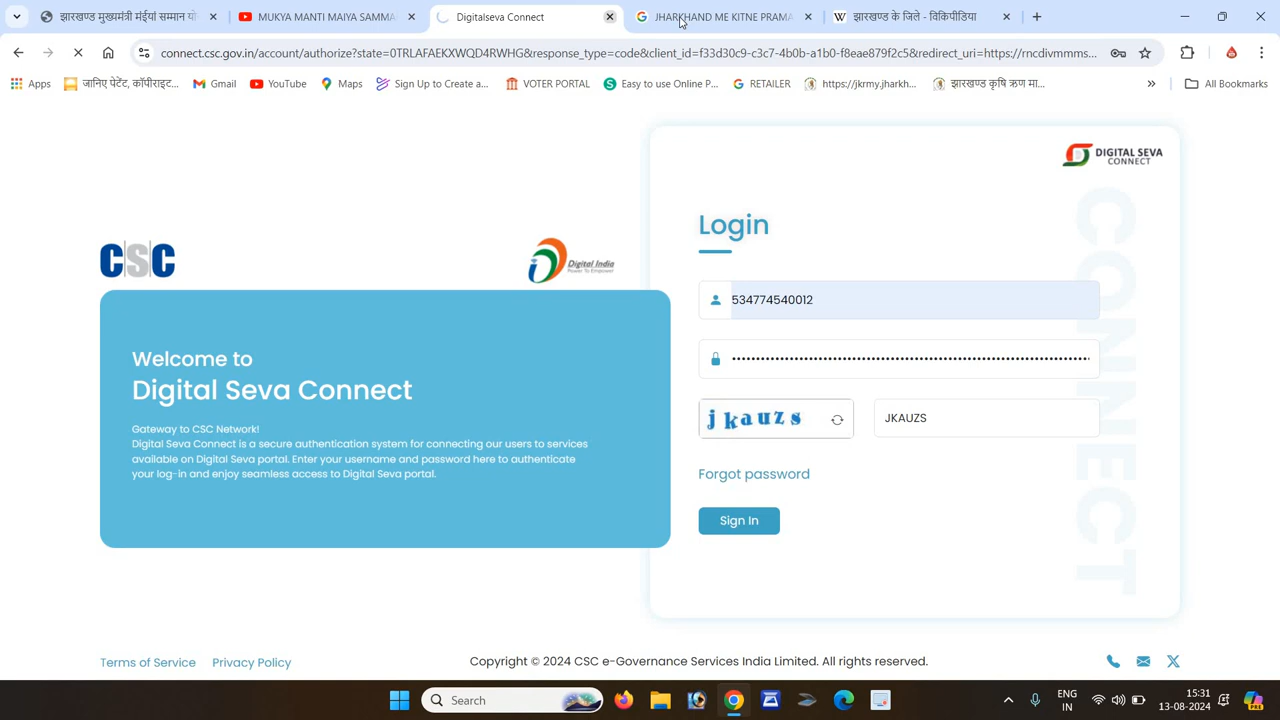 झारखण्ड मुख्यमंत्री मंईयां सम्मान यो
MUKYA MANTI MAIYA SAMMA
Digitalseva Connect
JHARKHAND ME KITNE PRAMA
झारखण्ड के जिले - विकिपीडिया
connect.csc.gov.in/account/authorize?state=0TRLAFAEKXWQD4RWHG&response_type=code&client_id=f33d30c9-c3c7-4b0b-a1b1-f8eae879f2c5&redirect_uri=https://rncdivmmms...
Apps
जानिए पेटेंट, कॉपीराइट...
Gmail
YouTube
Maps
Sign Up to Create a...
VOTER PORTAL
Easy to use Online P...
RETAILER
https://jkrmy.jharkh...
झारखण्ड कृषि ऋण मा...
»
All Bookmarks
DIGITAL SEVA
CONNECT
Login
CSC
Digital India
Power To Empower
534774540012
Welcome to
Digital Seva Connect
jkauzs
JKAUZS
Gateway to CSC Network!
Digital Seva Connect is a secure authentication system for connecting our users to services
available on Digital Seva portal. Enter your username and password here to authenticate
your log-in and enjoy seamless access to Digital Seva portal.
Forgot password
Sign In
CONNECT
Terms of Service
Privacy Policy
Copyright © 2024 CSC e-Governance Services India Limited. All rights reserved.
Search
ENG
IN
15:31
13-08-2024